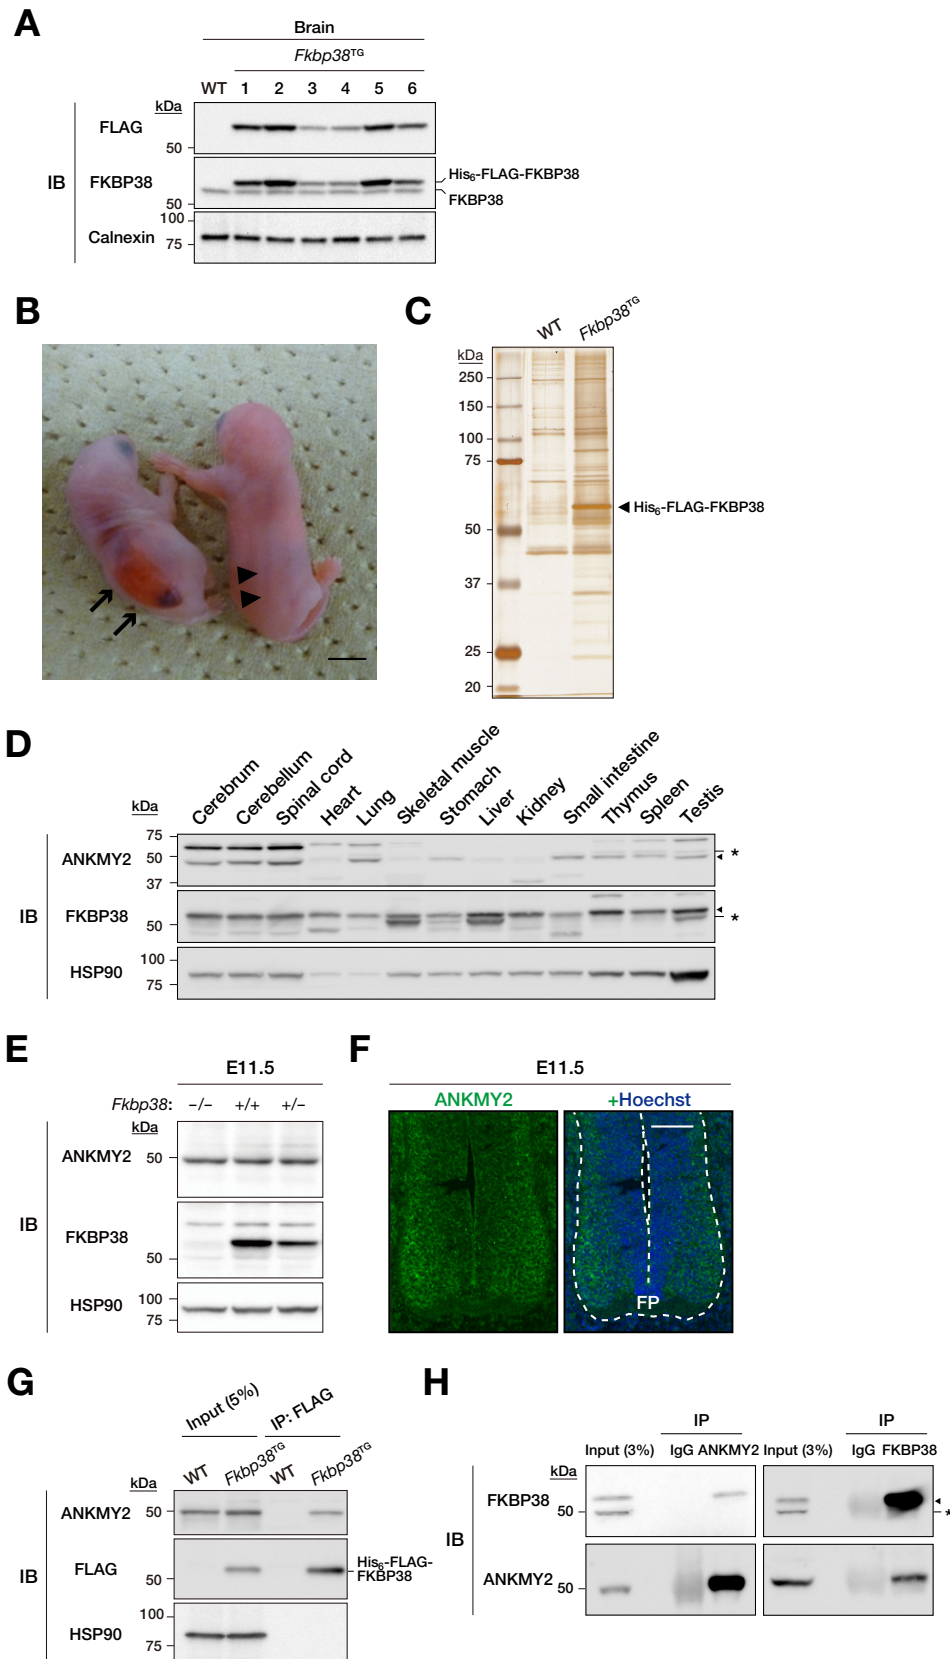 A
Brain
Fkbp38TG
WT 1 2 3 4 5 6
kDa
FLAG
50
IB
FKBP38
His6-FLAG-FKBP38
FKBP38
50
100
Calnexin
75
B
C
WT Fkbp38TG
kDa
250
150
100
75
His6-FLAG-FKBP38
50
37
25
20
D
Cerebrum Cerebellum Spinal cord Heart Lung Skeletal muscle Stomach Liver Kidney Small intestine Thymus Spleen Testis
kDa
75
ANKMY2
50
*
37
IB
FKBP38
50
*
100
HSP90
75
E
E11.5
Fkbp38: –/– +/+ +/–
kDa
ANKMY2 50
IB
FKBP38
50
HSP90
100
75
F
E11.5
ANKMY2 +Hoechst
FP
G
Input (5%) IP: FLAG
WT Fkbp38TG WT Fkbp38TG
kDa
ANKMY2 50
IB
FLAG
50
His6-FLAG-
FKBP38
100
HSP90
75
H
IP IP
Input (3%) IgG ANKMY2 Input (3%) IgG FKBP38
kDa
FKBP38
50
*
IB
ANKMY2
50